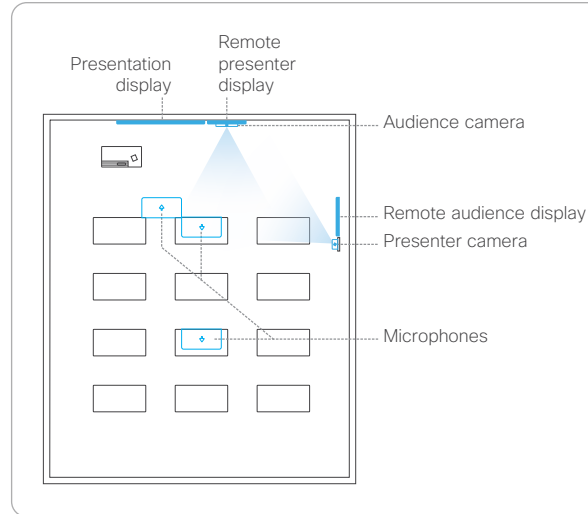 Presentation
display
Remote
presenter
display
Audience camera
Remote audience display
Presenter camera
Microphones